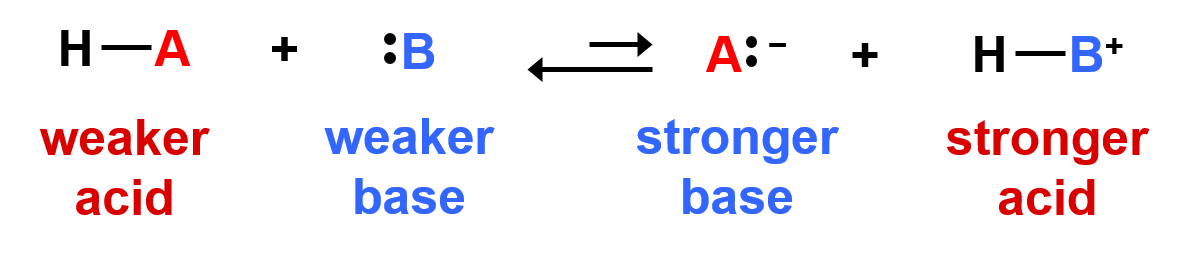 H—A + :B ⇌ A:⁻ + H—B⁺
weaker weaker stronger stronger
acid base base acid